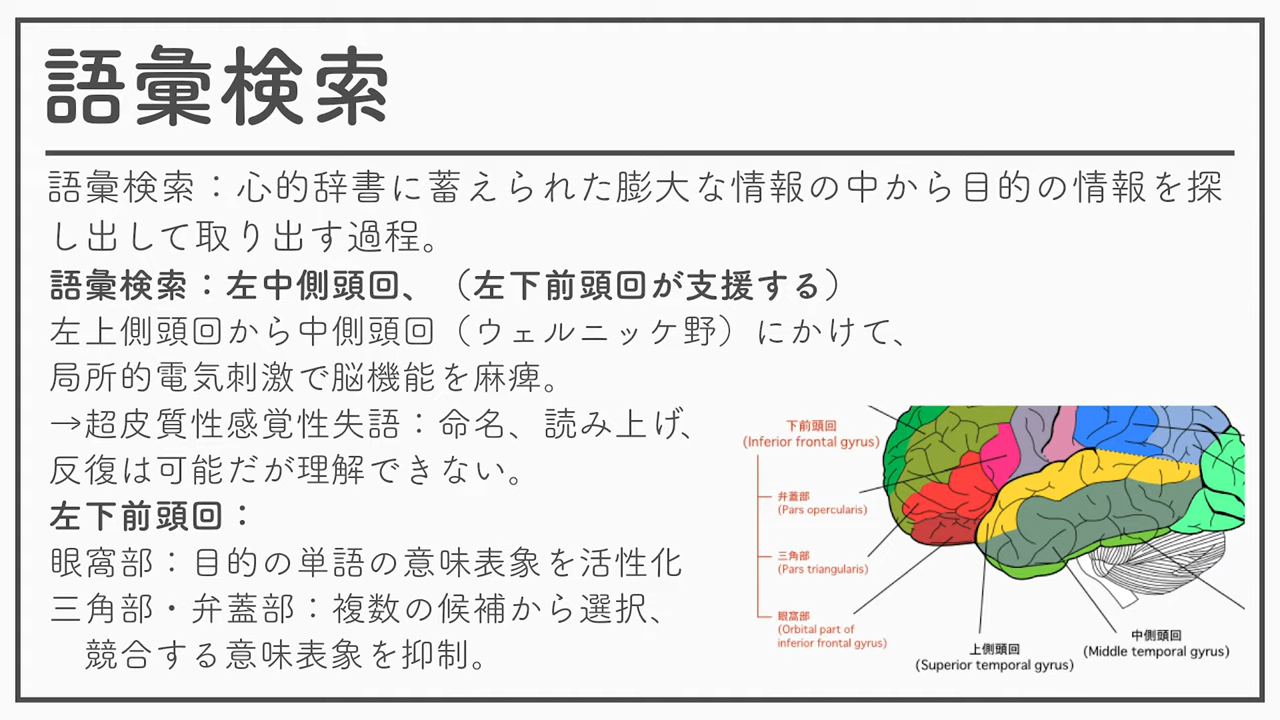 語彙検索
語彙検索：心的辞書に蓄えられた膨大な情報の中から目的の情報を探
し出して取り出す過程。
語彙検索：左中側頭回、（左下前頭回が支援する）
左上側頭回から中側頭回（ウェルニッケ野）にかけて、
局所的電気刺激で脳機能を麻痺。
→超皮質性感覚性失語：命名、読み上げ、
反復は可能だが理解できない。
左下前頭回：
眼窩部：目的の単語の意味表象を活性化
三角部・弁蓋部：複数の候補から選択、
競合する意味表象を抑制。
下前頭回
(Inferior frontal gyrus)
弁蓋部
(Pars opercularis)
三角部
(Pars triangularis)
眼窩部
(Orbital part of
inferior frontal gyrus)
上側頭回
(Superior temporal gyrus)
中側頭回
(Middle temporal gyrus)